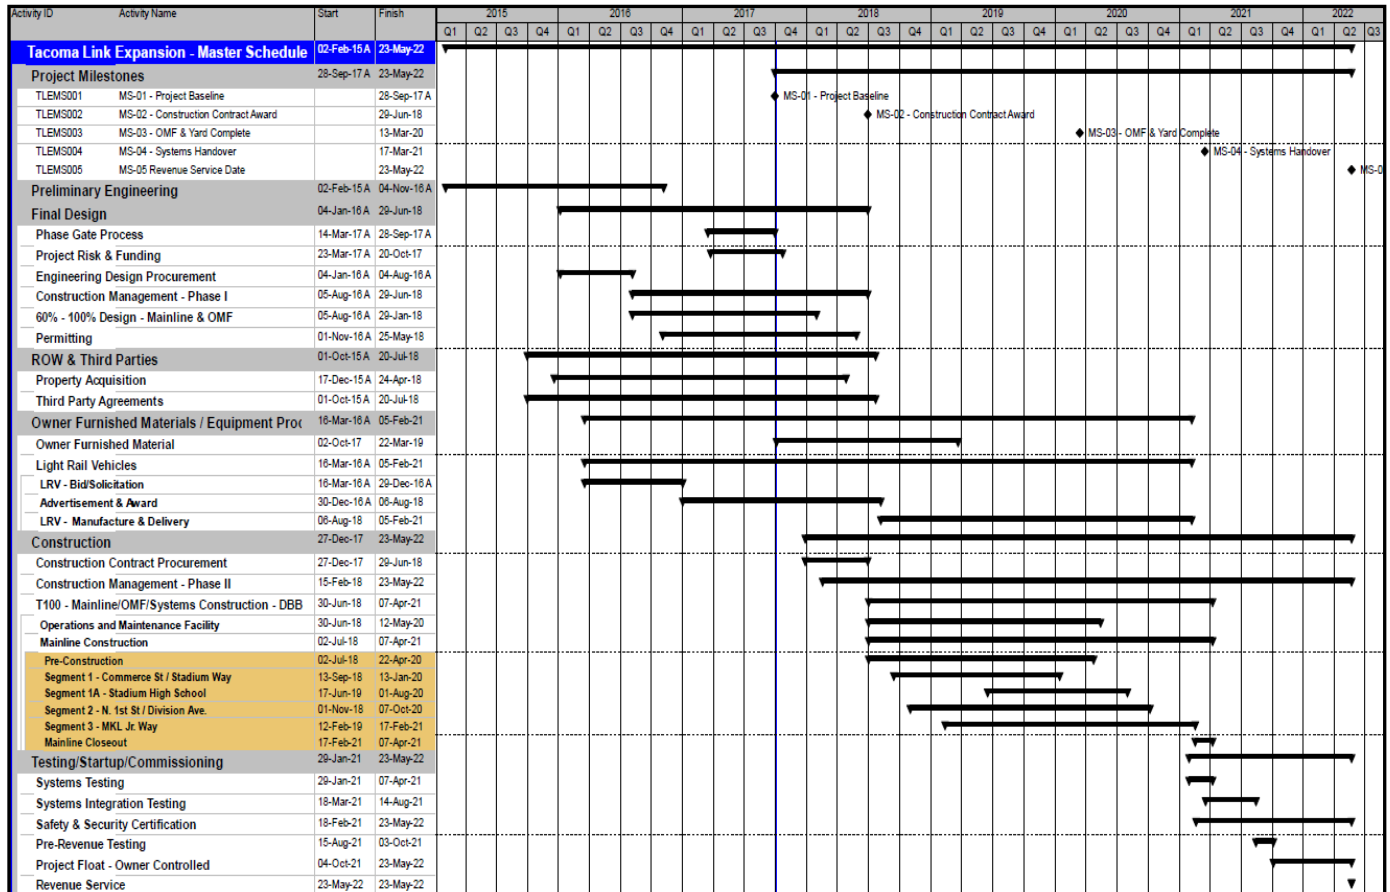 Activity ID Activity Name Start Finish 2015 2016 2017 2018 2019 2020 2021 2022
Q1 Q2 Q3 Q4 Q1 Q2 Q3 Q4 Q1 Q2 Q3 Q4 Q1 Q2 Q3 Q4 Q1 Q2 Q3 Q4 Q1 Q2 Q3 Q4 Q1 Q2 Q3 Q4 Q1 Q2 Q3
Tacoma Link Expansion - Master Schedule 02-Feb-15 A 23-May-22
Project Milestones 28-Sep-17 A 23-May-22
TLEMS001 MS-01 - Project Baseline 28-Sep-17 A MS-01 - Project Baseline
TLEMS002 MS-02 - Construction Contract Award 29-Jun-18 MS-02 - Construction Contract Award
TLEMS003 MS-03 - OMF & Yard Complete 13-Mar-20 MS-03 - OMF & Yard Complete
TLEMS004 MS-04 - Systems Handover 17-Mar-21 MS-04 - Systems Handover
TLEMS005 MS-05 Revenue Service Date 23-May-22 MS-0
Preliminary Engineering 02-Feb-15 A 04-Nov-16 A
Final Design 04-Jan-16 A 29-Jun-18
Phase Gate Process 14-Mar-17 A 28-Sep-17 A
Project Risk & Funding 23-Mar-17 A 20-Oct-17
Engineering Design Procurement 04-Jan-16 A 04-Aug-16 A
Construction Management - Phase I 05-Aug-16 A 29-Jun-18
60% - 100% Design - Mainline & OMF 05-Aug-16 A 29-Jan-18
Permitting 01-Nov-16 A 25-May-18
ROW & Third Parties 01-Oct-15 A 20-Jul-18
Property Acquisition 17-Dec-15 A 24-Apr-18
Third Party Agreements 01-Oct-15 A 20-Jul-18
Owner Furnished Materials / Equipment Proc 16-Mar-16 A 05-Feb-21
Owner Furnished Material 02-Oct-17 22-Mar-19
Light Rail Vehicles 16-Mar-16 A 05-Feb-21
LRV - Bid/Solicitation 16-Mar-16 A 29-Dec-16 A
Advertisement & Award 30-Dec-16 A 06-Aug-18
LRV - Manufacture & Delivery 06-Aug-18 05-Feb-21
Construction 27-Dec-17 23-May-22
Construction Contract Procurement 27-Dec-17 29-Jun-18
Construction Management - Phase II 15-Feb-18 23-May-22
T100 - Mainline/OMF/Systems Construction - DBB 30-Jun-18 07-Apr-21
Operations and Maintenance Facility 30-Jun-18 12-May-20
Mainline Construction 02-Jul-18 07-Apr-21
Pre-Construction 02-Jul-18 22-Apr-20
Segment 1 - Commerce St / Stadium Way 13-Sep-18 13-Jan-20
Segment 1A - Stadium High School 17-Jun-19 01-Aug-20
Segment 2 - N. 1st St / Division Ave. 01-Nov-18 07-Oct-20
Segment 3 - MKL Jr. Way 12-Feb-19 17-Feb-21
Mainline Closeout 17-Feb-21 07-Apr-21
Testing/Startup/Commissioning 29-Jan-21 23-May-22
Systems Testing 29-Jan-21 07-Apr-21
Systems Integration Testing 18-Mar-21 14-Aug-21
Safety & Security Certification 18-Feb-21 23-May-22
Pre-Revenue Testing 15-Aug-21 03-Oct-21
Project Float - Owner Controlled 04-Oct-21 23-May-22
Revenue Service 23-May-22 23-May-22